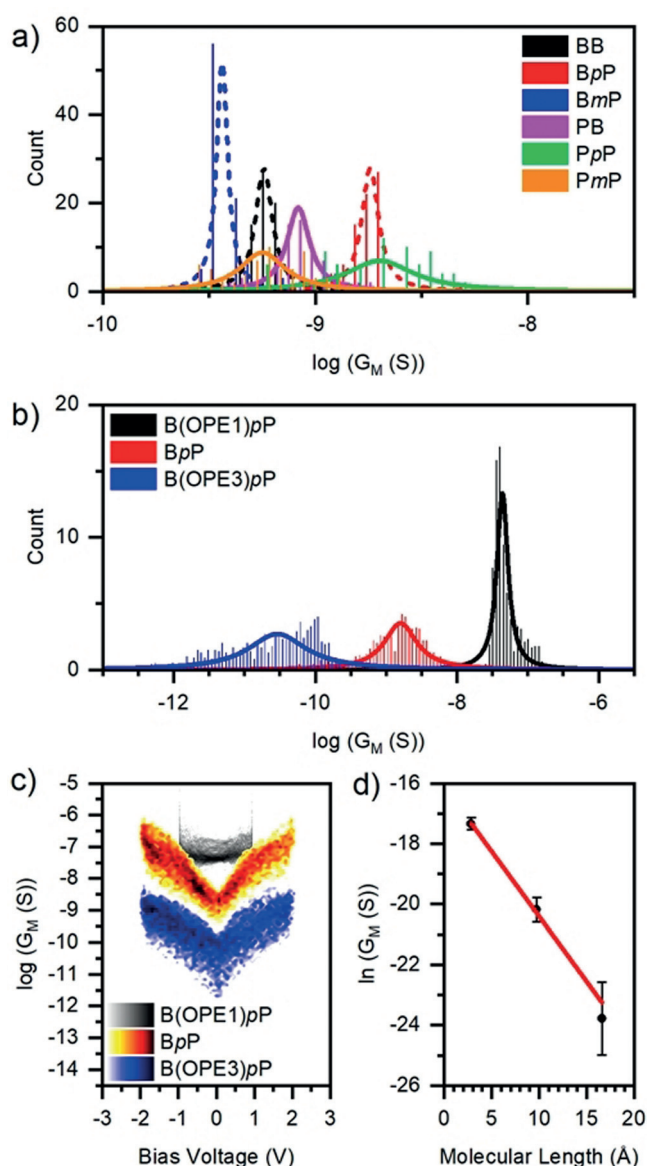 a)
60
40
20
0
Count
BB
BpP
BmP
PB
PpP
PmP
-10
-9
-8
log (G_M (S))
b)
20
10
0
Count
B(OPE1)pP
BpP
B(OPE3)pP
-12
-10
-8
-6
log (G_M (S))
c)
-5
-6
-7
-8
-9
-10
-11
-12
-13
-14
log (G_M (S))
B(OPE1)pP
BpP
B(OPE3)pP
-3
-2
-1
0
1
2
3
Bias Voltage (V)
d)
-16
-18
-20
-22
-24
-26
ln (G_M (S))
0
5
10
15
20
Molecular Length (Å)